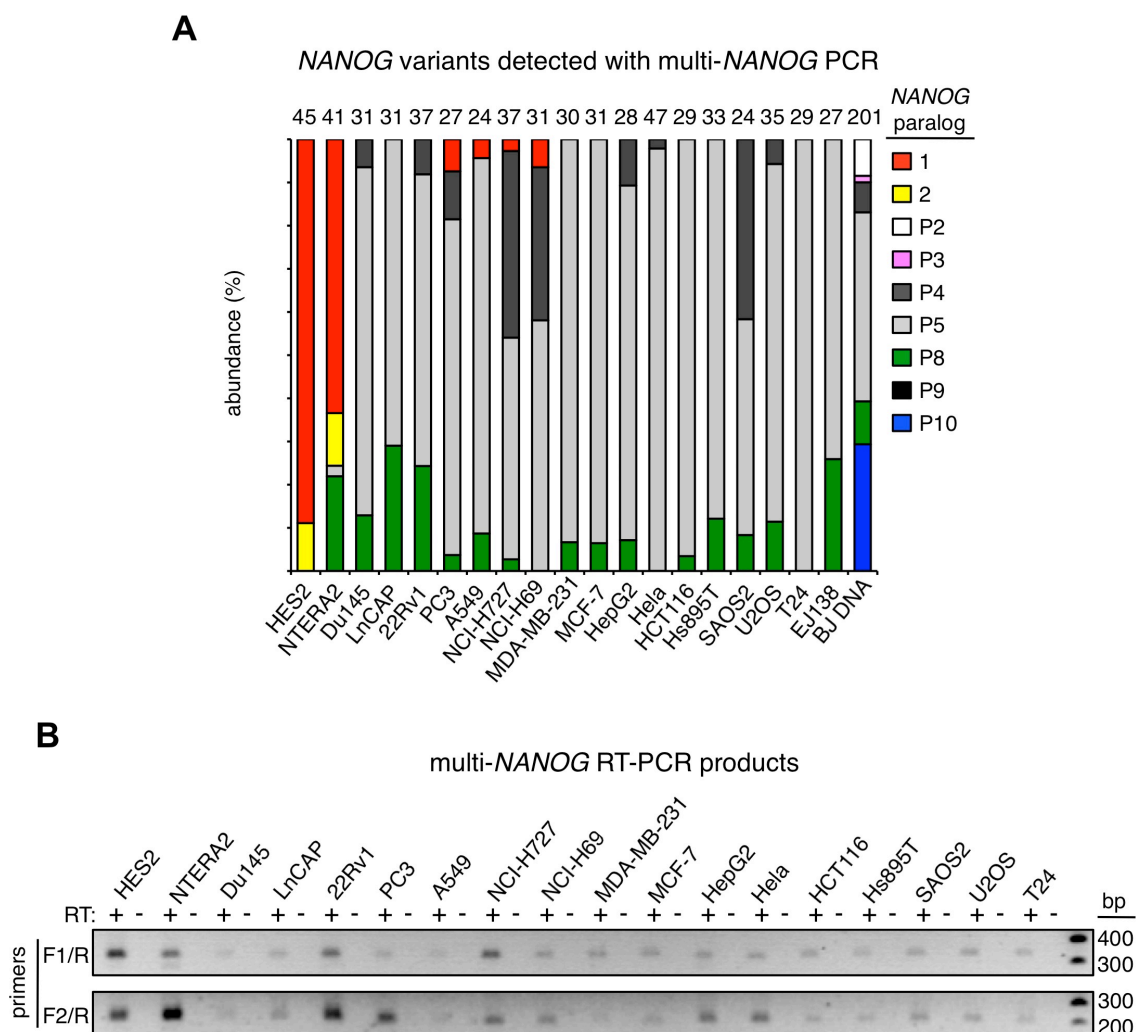 A
NANOG variants detected with multi-NANOG PCR
45 41 31 31 37 27 24 37 31 30 31 28 47 29 33 24 35 29 27 201
NANOG
paralog
1
2
P2
P3
P4
P5
P8
P9
P10
abundance (%)
HES2
NTERA2
Du145
LnCAP
22Rv1
PC3
A549
NCI-H727
NCI-H69
MDA-MB-231
MCF-7
HepG2
Hela
HCT116
Hs895T
SAOS2
U2OS
T24
EJ138
BJ DNA
B
multi-NANOG RT-PCR products
HES2
NTERA2
Du145
LnCAP
22Rv1
PC3
A549
NCI-H727
NCI-H69
MDA-MB-231
MCF-7
HepG2
Hela
HCT116
Hs895T
SAOS2
U2OS
T24
bp
RT: + - + - + - + - + - + - + - + - + - + - + - + - + - + - + - + - + - + -
primers
F1/R
400
300
F2/R
300
200